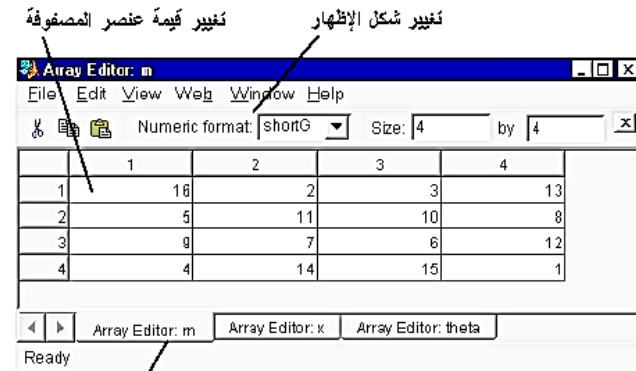 تغيير قيمة عنصر المصفوفة
تغيير شكل الإظهار
Array Editor: m
File Edit View Web Window Help
Numeric format: shortG Size: 4 by 4
1 2 3 4
1 16 2 3 13
2 5 11 10 8
3 9 7 6 12
4 4 14 15 1
Array Editor: m Array Editor: x Array Editor: theta
Ready